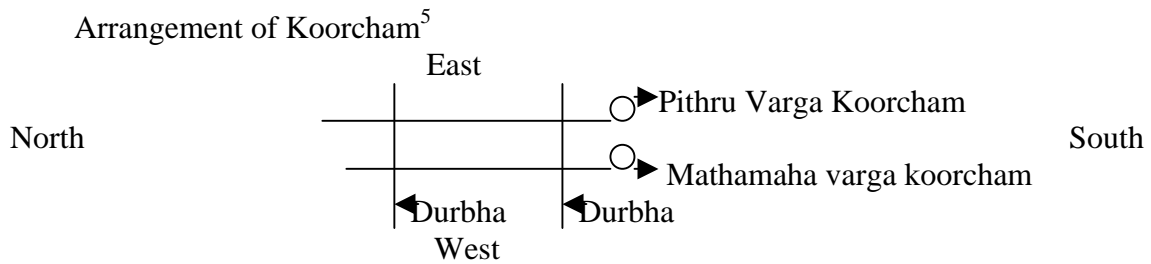 Arrangement of Koorcham5
East
Pithru Varga Koorcham
North South
Mathamaha varga koorcham
Durbha Durbha
West